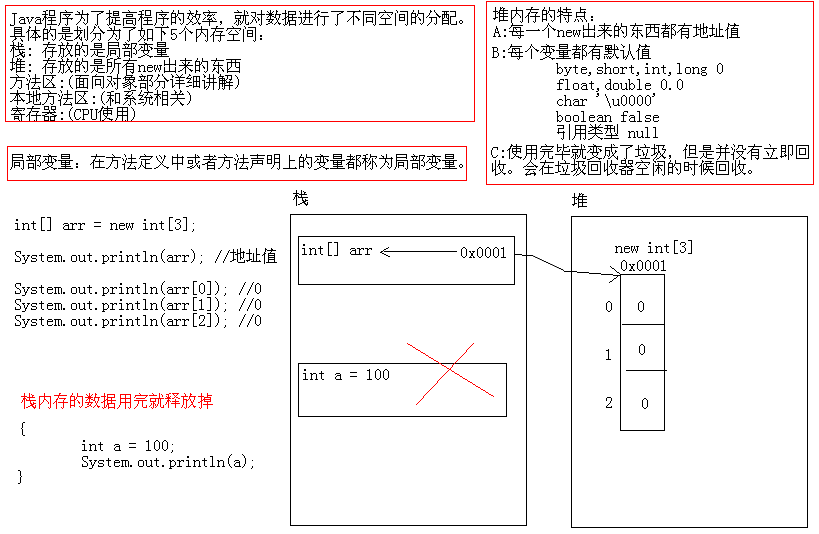 Java程序为了提高程序的效率，就对数据进行了不同空间的分配。
具体的是划分为了如下5个内存空间：
栈: 存放的是局部变量
堆: 存放的是所有new出来的东西
方法区:(面向对象部分详细讲解)
本地方法区:(和系统相关)
寄存器:(CPU使用)
局部变量: 在方法定义中或者方法声明上的变量都称为局部变量。
堆内存的特点：
A:每一个new出来的东西都有地址值
B:每个变量都有默认值
byte,short,int,long 0
float,double 0.0
char '\u0000'
boolean false
引用类型 null
C:使用完毕就变成了垃圾，但是并没有立即回
收。会在垃圾回收器空闲的时候回收。
int[] arr = new int[3];
System.out.println(arr); //地址值
System.out.println(arr[0]); //0
System.out.println(arr[1]); //0
System.out.println(arr[2]); //0
栈内存的数据用完就释放掉
{
int a = 100;
System.out.println(a);
}
栈
int[] arr 0x0001
int a = 100
堆
new int[3]
0x0001
0 0
1 0
2 0